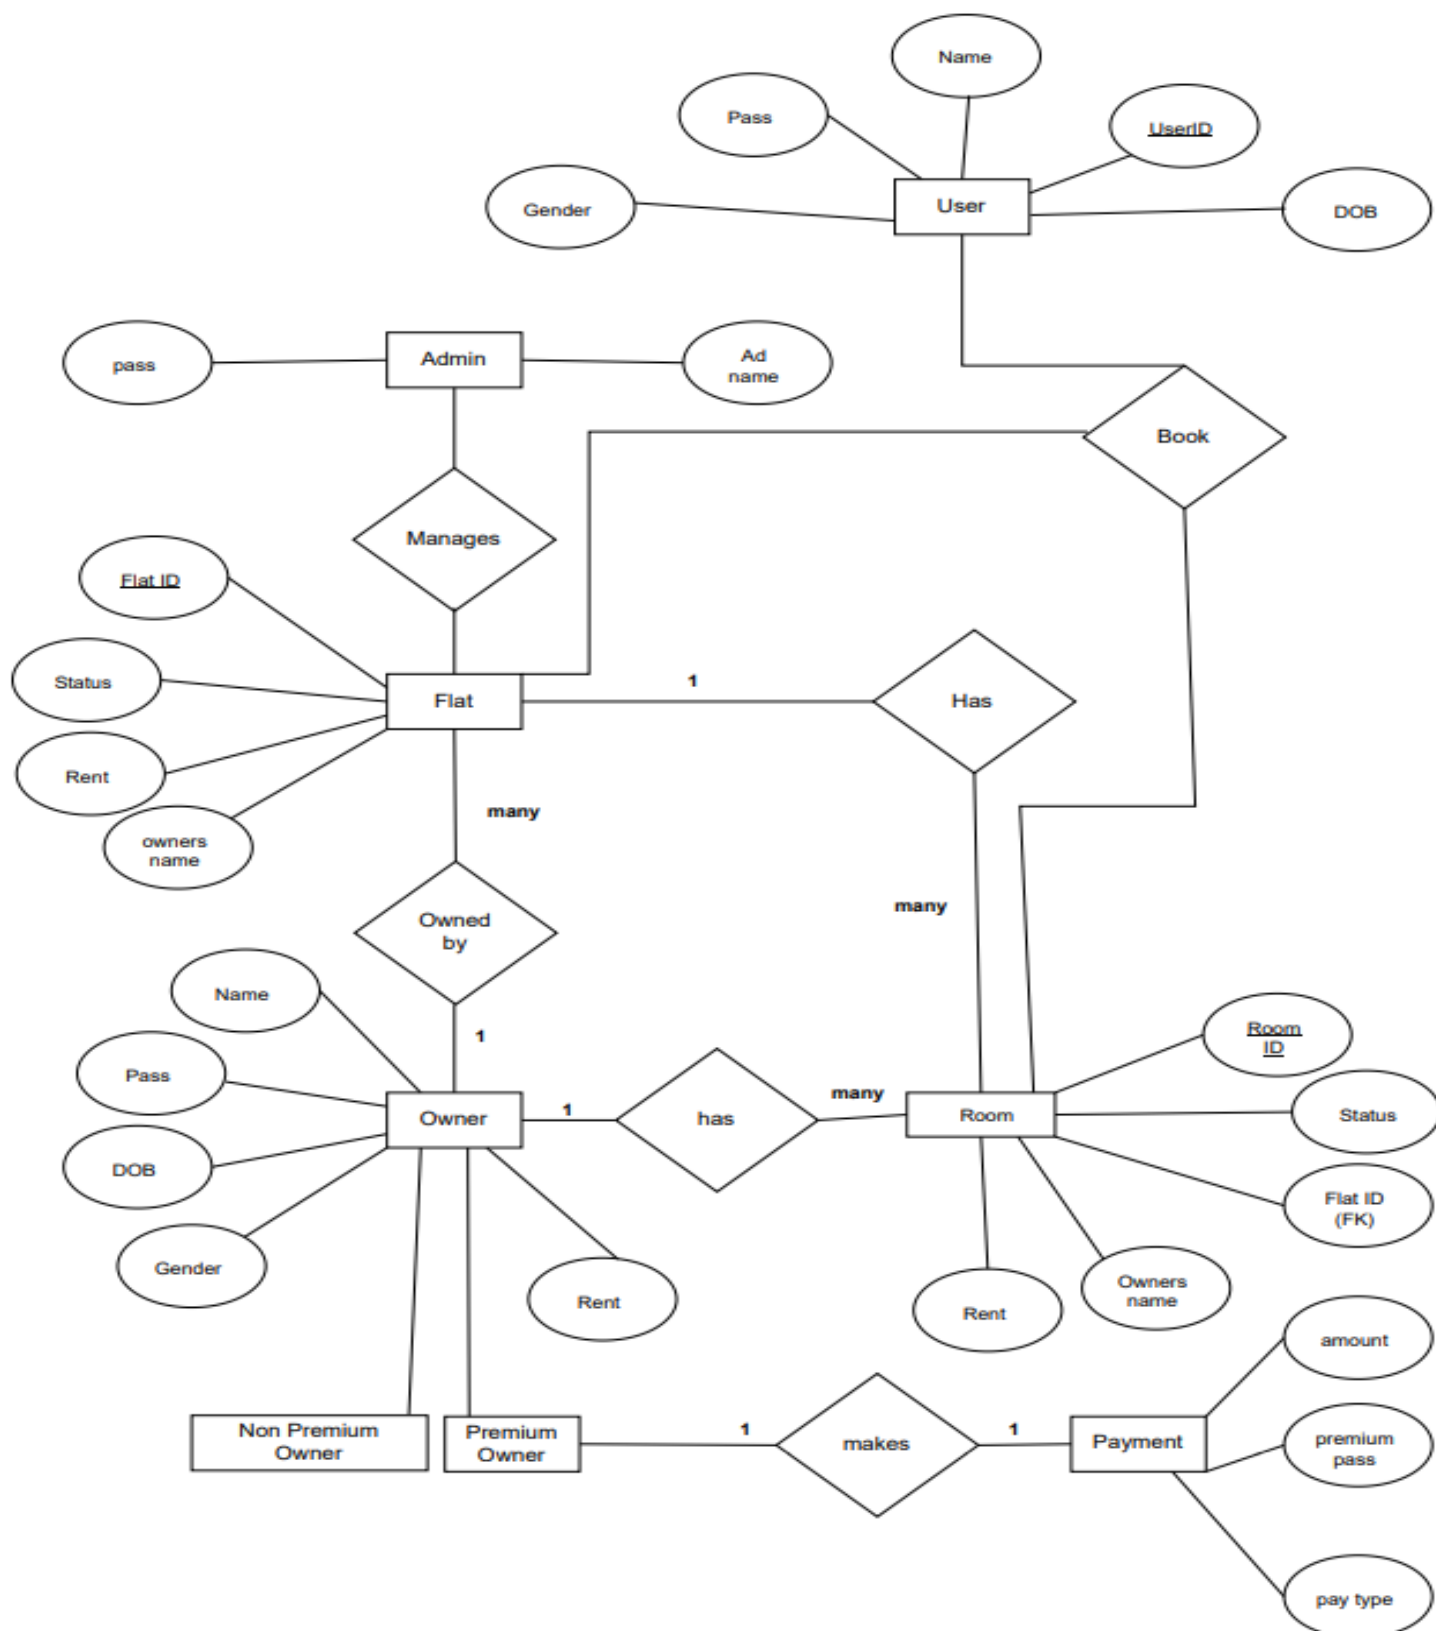 Name
Pass
UserID
Gender
User
DOB
pass
Admin
Ad
name
Book
Manages
Flat ID
Status
Flat
1
Has
Rent
many
owners
name
many
Owned
by
Name
1
Room
ID
Pass
Owner
1
has
many
Room
Status
DOB
Flat ID
(FK)
Gender
Rent
Rent
Owners
name
amount
Non Premium
Owner
Premium
Owner
1
makes
1
Payment
premium
pass
pay type